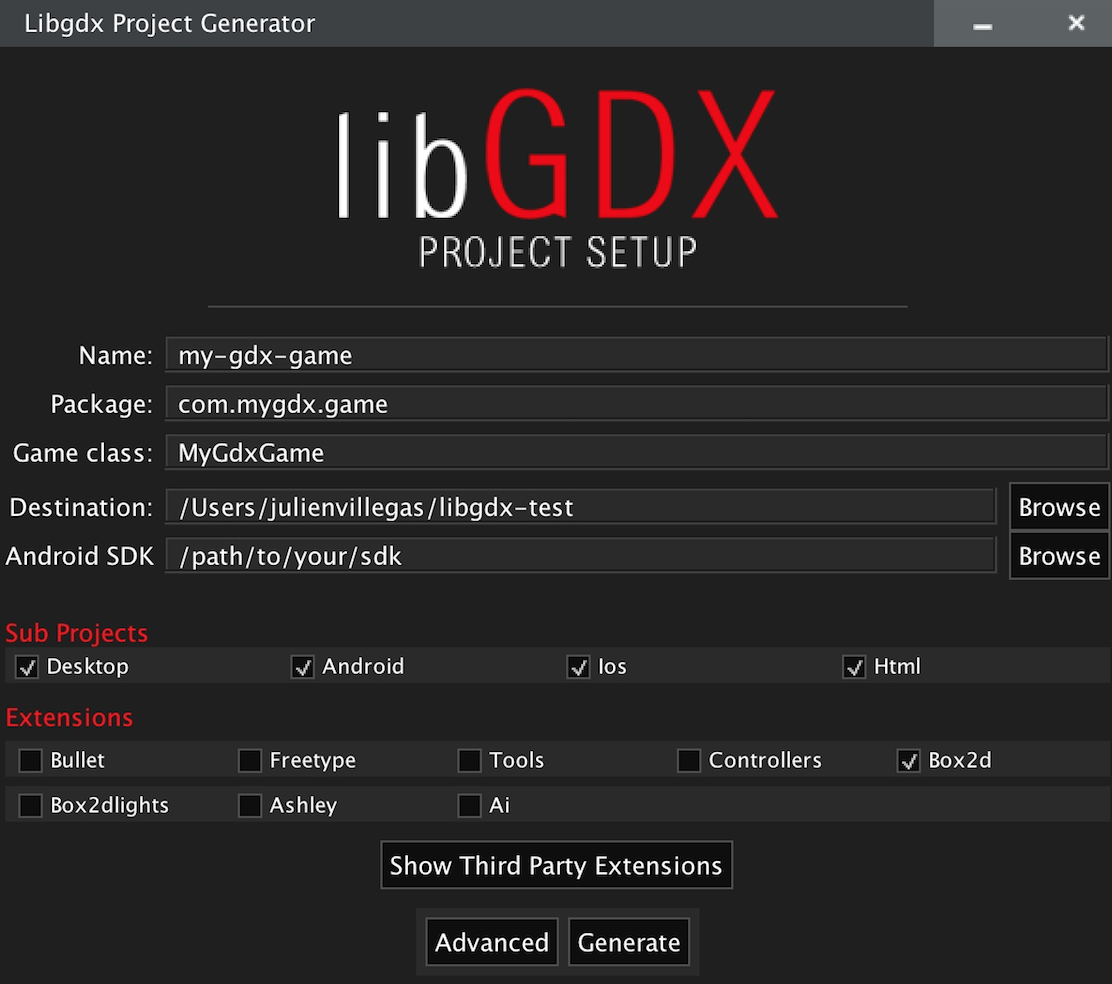 Libgdx Project Generator
libGDX
PROJECT SETUP
Name: my-gdx-game
Package: com.mygdx.game
Game class: MyGdxGame
Destination: /Users/julienvillegas/libgdx-test Browse
Android SDK /path/to/your/sdk Browse
Sub Projects
Desktop Android Ios Html
Extensions
Bullet Freetype Tools Controllers Box2d
Box2dlights Ashley Ai
Show Third Party Extensions
Advanced Generate